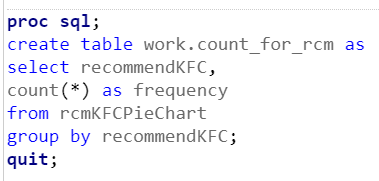 proc sql;
create table work.count_for_rcm as
select recommendKFC,
count(*) as frequency
from rcmKFCPieChart
group by recommendKFC;
quit;